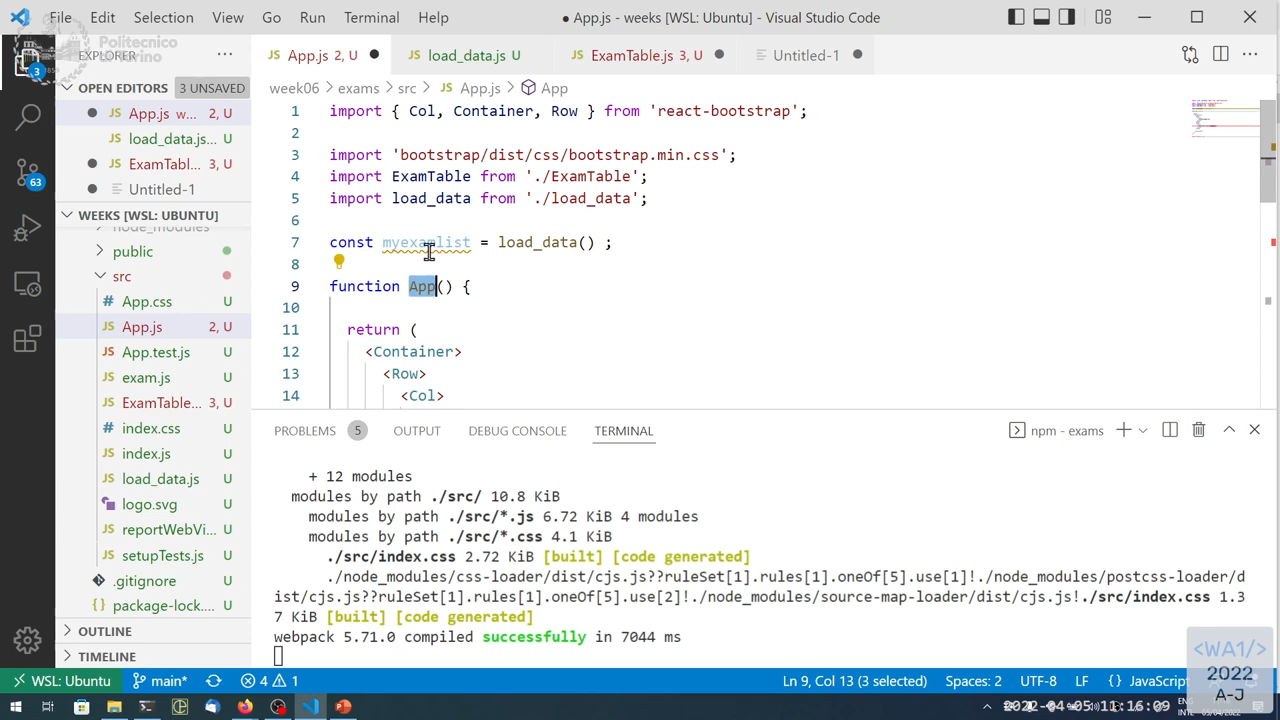 File Edit Selection View Go Run Terminal Help ● App.js - weeks [WSL: Ubuntu] - Visual Studio Code
Politecnico
EXPLORER ···
3
App.js 2, U ●
load_data.js U
ExamTable.js 3, U ●
Untitled-1 ●
OPEN EDITORS 3 UNSAVED
App.js w... 2, U
load_data.js... U
ExamTabl... 3, U
Untitled-1
week06 > exams > src > App.js > App
WEEKS [WSL: UBUNTU]
node_modules
public
src
App.css U
App.js 2, U
App.test.js U
exam.js U
ExamTable... 3, U
index.css U
index.js U
load_data.js U
logo.svg U
reportWebVi... U
setupTests.js U
.gitignore U
package-lock.... U
OUTLINE
TIMELINE
63
1 import { Col, Container, Row } from 'react-bootstrap';
2
3 import 'bootstrap/dist/css/bootstrap.min.css';
4 import ExamTable from './ExamTable';
5 import load_data from './load_data';
6
7 const myexamlist = load_data() ;
8
9 function App() {
10
11 return (
12 <Container>
13 <Row>
14 <Col>
PROBLEMS 5 OUTPUT DEBUG CONSOLE TERMINAL npm - exams
+ 12 modules
modules by path ./src/ 10.8 KiB
modules by path ./src/*.js 6.72 KiB 4 modules
modules by path ./src/*.css 4.1 KiB
./src/index.css 2.72 KiB [built] [code generated]
./node_modules/css-loader/dist/cjs.js??ruleSet[1].rules[1].oneOf[5].use[1]!./node_modules/postcss-loader/d
ist/cjs.js??ruleSet[1].rules[1].oneOf[5].use[2]!./node_modules/source-map-loader/dist/cjs.js!./src/index.css 1.3
7 KiB [built] [code generated]
webpack 5.71.0 compiled successfully in 7044 ms
<WA1/>
2022
A-J
WSL: Ubuntu main* 4 1 Ln 9, Col 13 (3 selected) Spaces: 2 UTF-8 LF {} JavaScript
2022-04-05